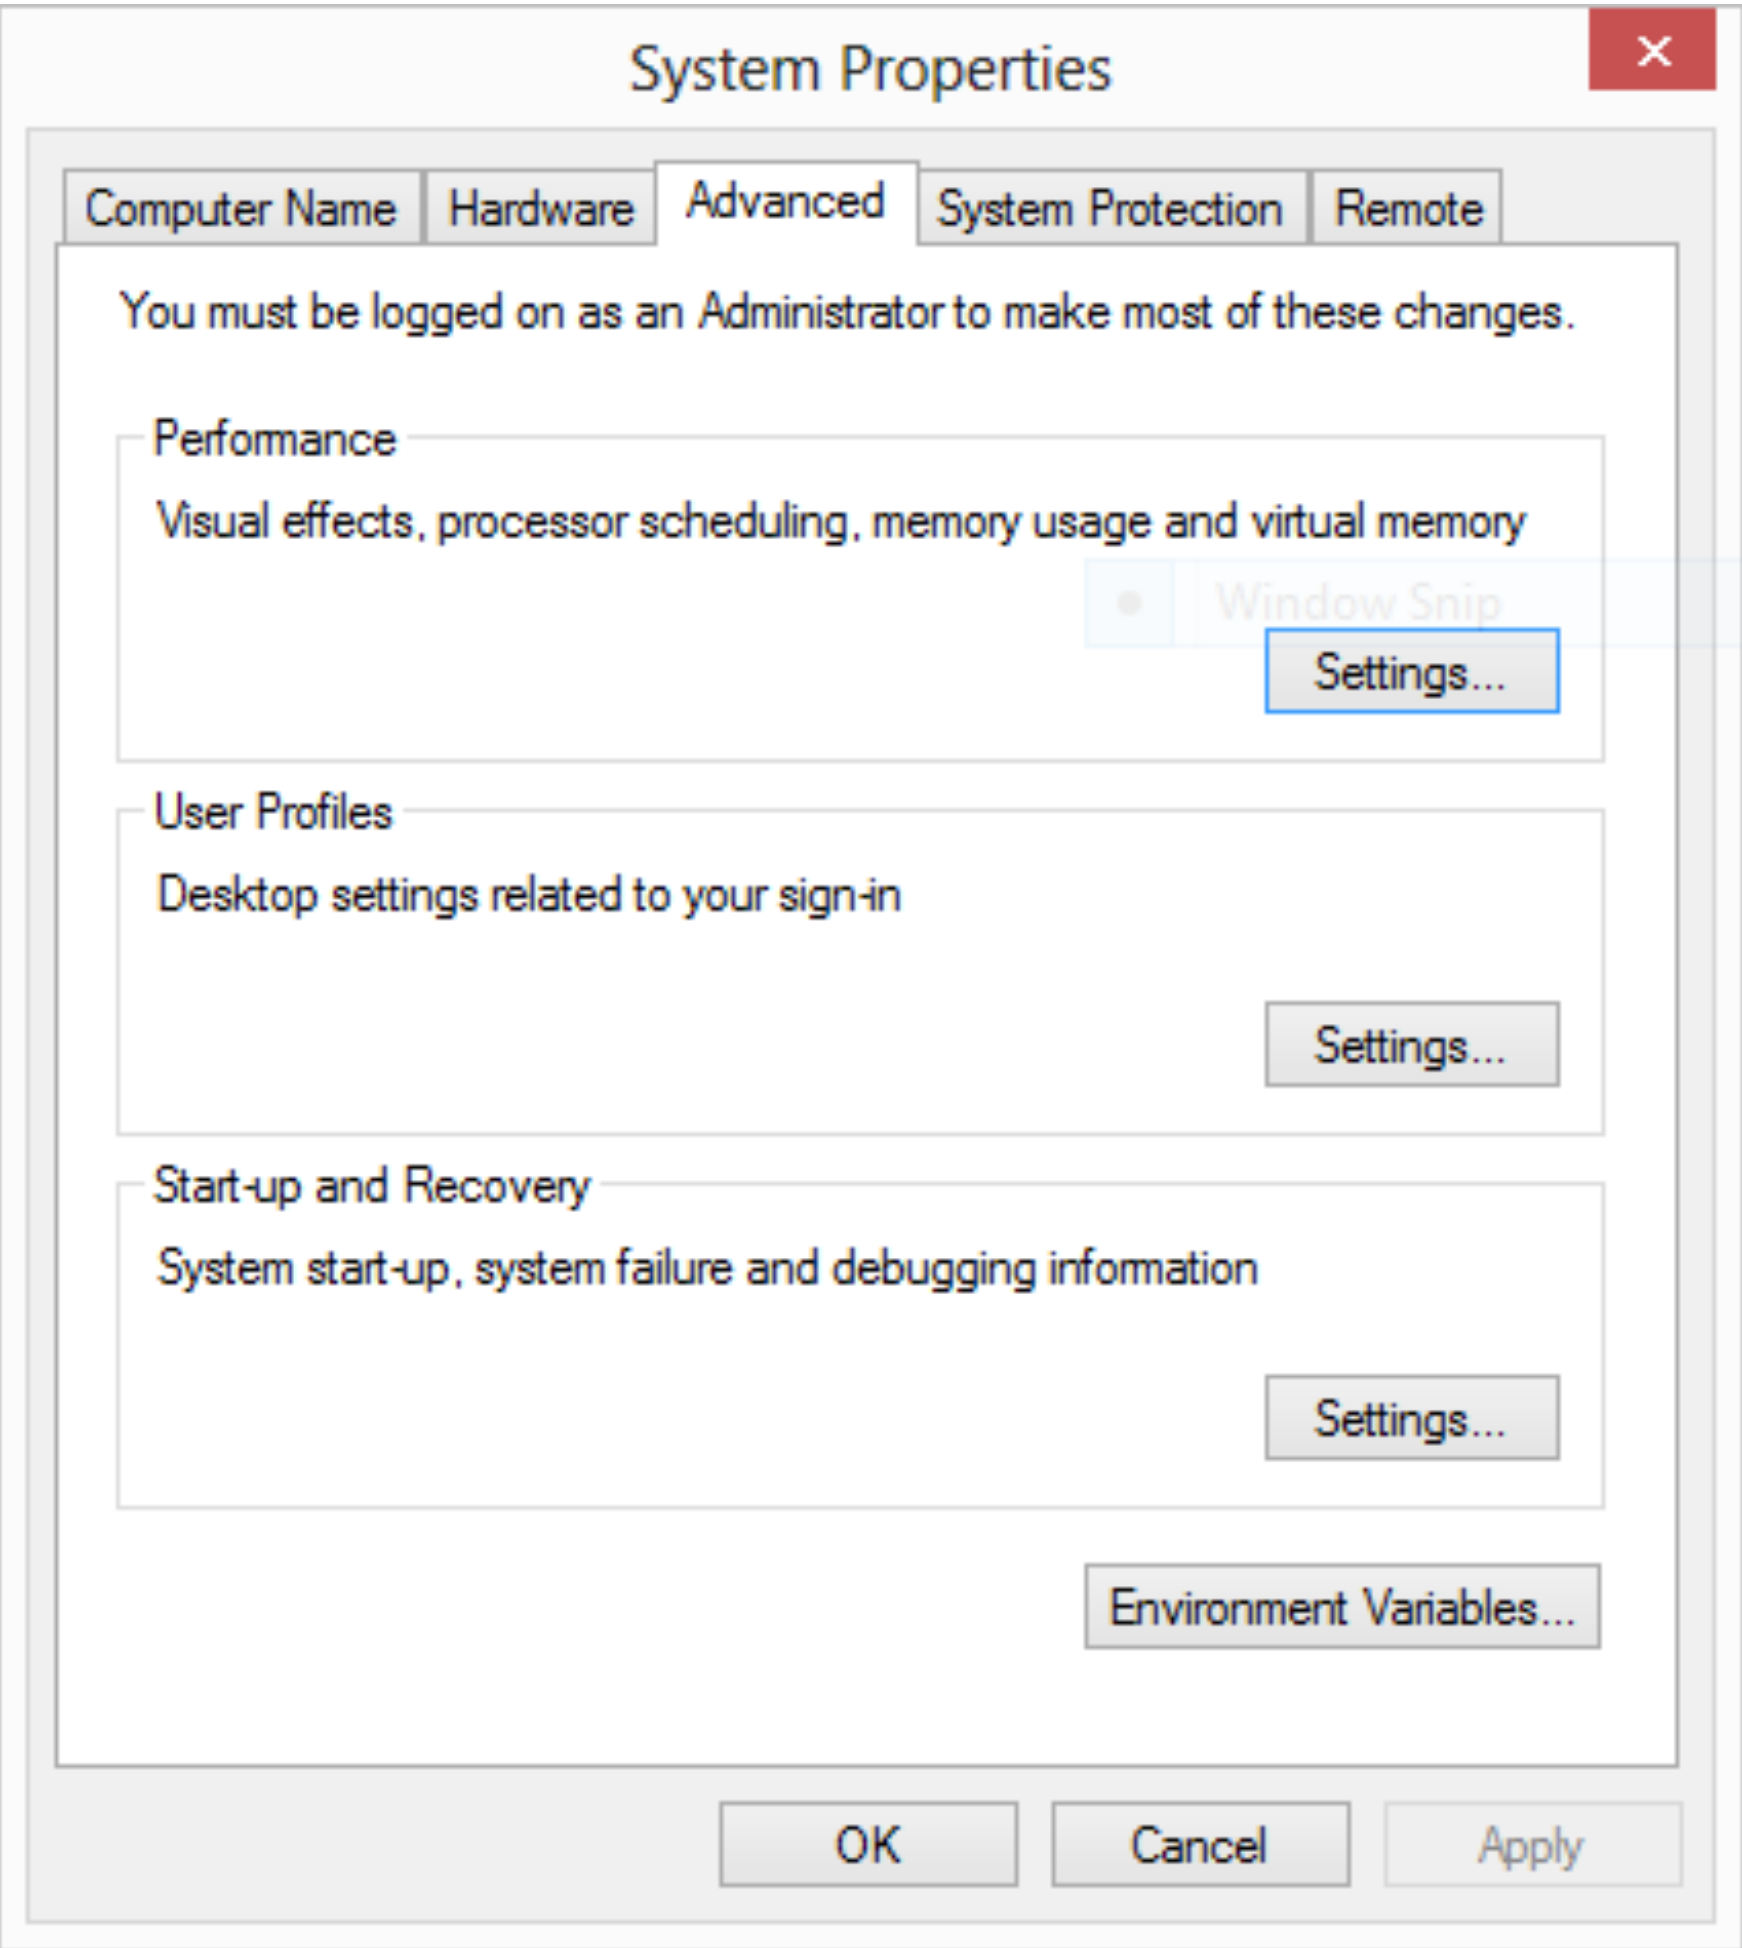 System Properties
Computer Name Hardware Advanced System Protection Remote
You must be logged on as an Administrator to make most of these changes.
Performance
Visual effects, processor scheduling, memory usage and virtual memory
Window Snip
Settings...
User Profiles
Desktop settings related to your sign-in
Settings...
Start-up and Recovery
System start-up, system failure and debugging information
Settings...
Environment Variables...
OK Cancel Apply